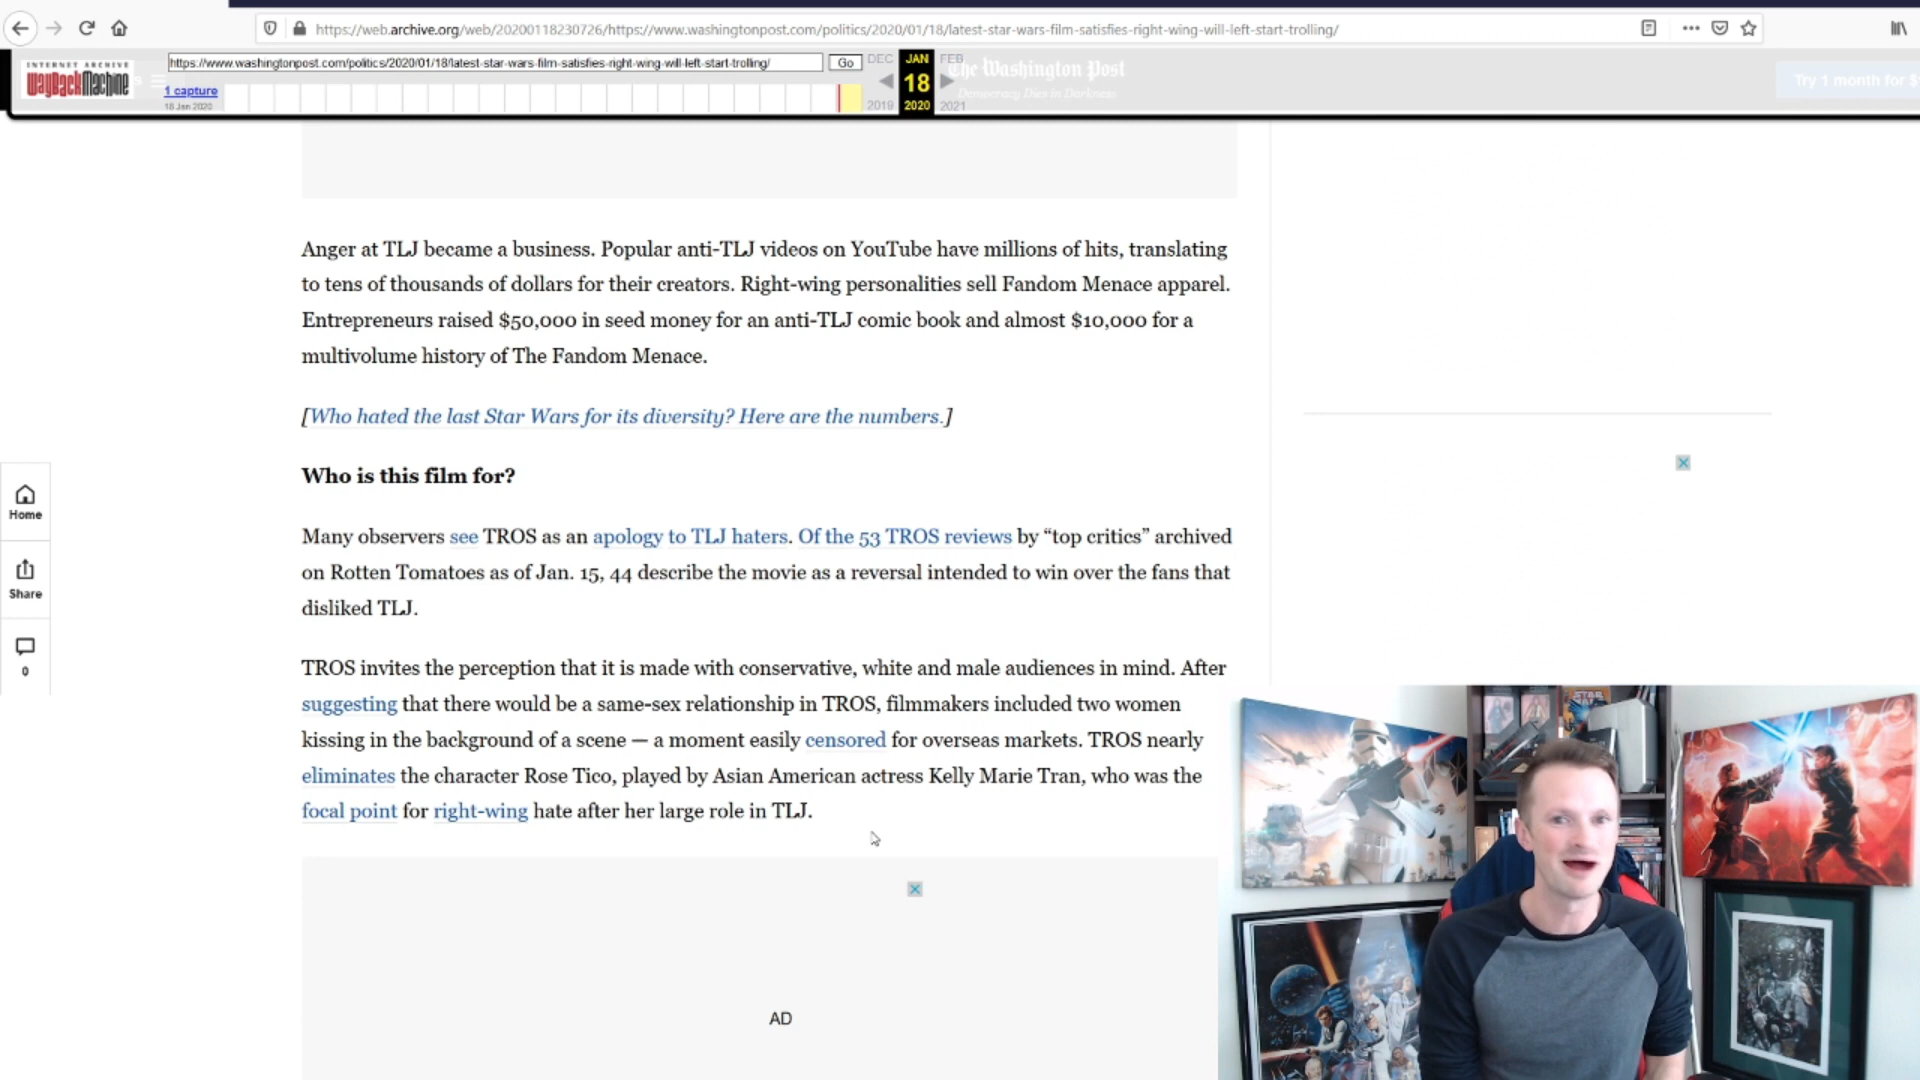 https://web.archive.org/web/20200118230726/https://www.washingtonpost.com/politics/2020/01/18/latest-star-wars-film-satisfies-right-wing-will-left-start-trolling/
INTERNET ARCHIVE
WayBackMachine
https://www.washingtonpost.com/politics/2020/01/18/latest-star-wars-film-satisfies-right-wing-will-left-start-trolling/
Go
DEC JAN FEB
18
2019 2020 2021
1 capture
18 Jan 2020
The Washington Post
Democracy Dies in Darkness
Try 1 month for $
Anger at TLJ became a business. Popular anti-TLJ videos on YouTube have millions of hits, translating
to tens of thousands of dollars for their creators. Right-wing personalities sell Fandom Menace apparel.
Entrepreneurs raised $50,000 in seed money for an anti-TLJ comic book and almost $10,000 for a
multivolume history of The Fandom Menace.
[Who hated the last Star Wars for its diversity? Here are the numbers.]
Who is this film for?
Many observers see TROS as an apology to TLJ haters. Of the 53 TROS reviews by “top critics” archived
on Rotten Tomatoes as of Jan. 15, 44 describe the movie as a reversal intended to win over the fans that
disliked TLJ.
TROS invites the perception that it is made with conservative, white and male audiences in mind. After
suggesting that there would be a same-sex relationship in TROS, filmmakers included two women
kissing in the background of a scene — a moment easily censored for overseas markets. TROS nearly
eliminates the character Rose Tico, played by Asian American actress Kelly Marie Tran, who was the
focal point for right-wing hate after her large role in TLJ.
Home
Share
0
AD
STAR WARS